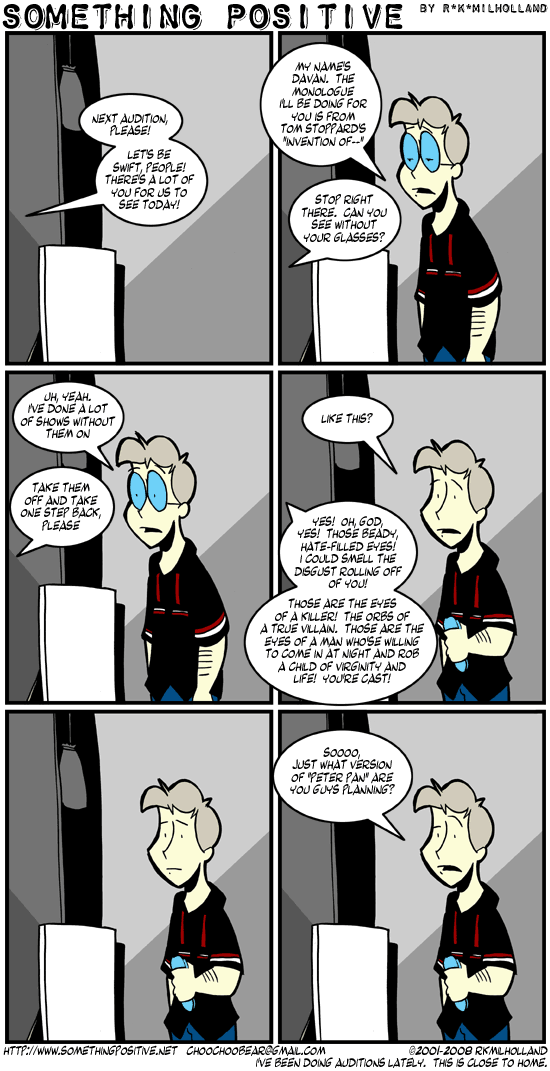 SOMETHING POSITIVE BY R*K*MILHOLLAND
NEXT AUDITION,
PLEASE!
LET'S BE
SWIFT, PEOPLE!
THERE'S A LOT OF
YOU FOR US TO
SEE TODAY!
MY NAME'S
DAVAN. THE
MONOLOGUE
I'LL BE DOING FOR
YOU IS FROM
TOM STOPPARD'S
"INVENTION OF--"
STOP RIGHT
THERE. CAN YOU
SEE WITHOUT
YOUR GLASSES?
UH, YEAH.
I'VE DONE A LOT
OF SHOWS WITHOUT
THEM ON
TAKE THEM
OFF AND TAKE
ONE STEP BACK,
PLEASE
LIKE THIS?
YES! OH, GOD,
YES! THOSE BEADY,
HATE-FILLED EYES!
I COULD SMELL THE
DISGUST ROLLING OFF
OF YOU!
THOSE ARE THE EYES
OF A KILLER! THE ORBS OF
A TRUE VILLAIN. THOSE ARE THE
EYES OF A MAN WHO'SE WILLING
TO COME IN AT NIGHT AND ROB
A CHILD OF VIRGINITY AND
LIFE! YOU'RE CAST!
SOOOO,
JUST WHAT VERSION
OF "PETER PAN" ARE
YOU GUYS PLANNING?
HTTP://WWW.SOMETHINGPOSITIVE.NET CHOOCHOOBEAR@GMAIL.COM ©2001-2008 RKMILHOLLAND
I'VE BEEN DOING AUDITIONS LATELY. THIS IS CLOSE TO HOME.